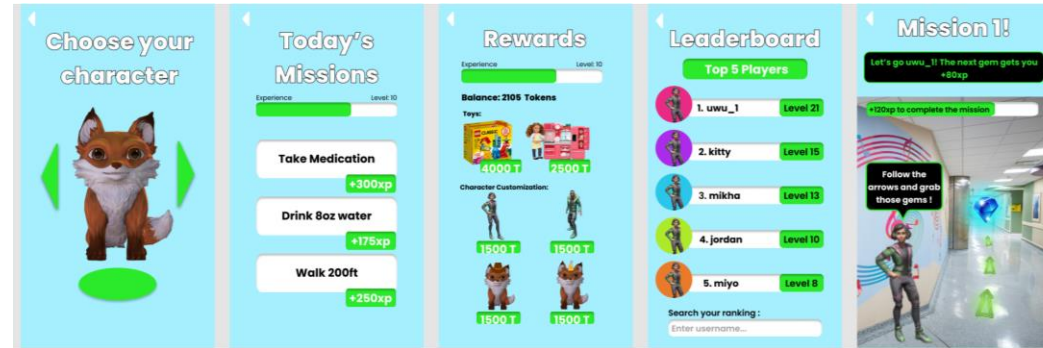 Choose your
character
Today's
Missions
Experience
Level: 10
Take Medication
+300xp
Drink 8oz water
+175xp
Walk 200ft
+250xp
Rewards
Experience
Level: 10
Balance: 2105 Tokens
Toys:
CLASSIC
4000 T
2500 T
Character Customization:
1500 T
1500 T
1500 T
1500 T
Leaderboard
Top 5 Players
1. uwu_1
Level 21
2. kitty
Level 15
3. mikha
Level 13
4. jordan
Level 10
5. miyo
Level 8
Search your ranking :
Enter username...
Mission 1!
Let's go uwu_1! The next gem gets you
+80xp
+120xp to complete the mission
Follow the
arrows and grab
those gems !